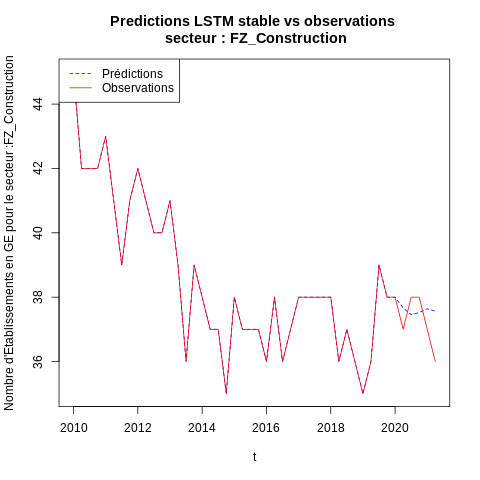 Predictions LSTM stable vs observations
secteur : FZ_Construction
Prédictions
Observations
Nombre d'Etablissements en GE pour le secteur :FZ_Construction
44
42
40
38
36
2010
2012
2014
2016
2018
2020
t